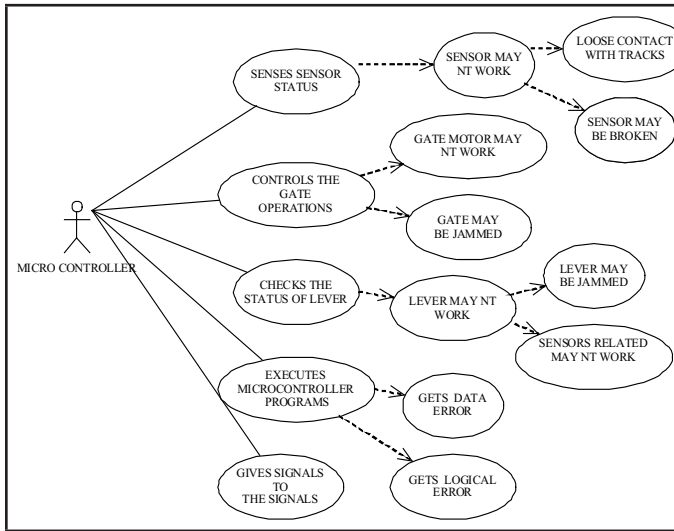 SENSES SENSOR
STATUS
SENSOR MAY
NT WORK
LOOSE CONTACT
WITH TRACKS
SENSOR MAY
BE BROKEN
GATE MOTOR MAY
NT WORK
CONTROLS THE
GATE
OPERATIONS
GATE MAY
BE JAMMED
MICRO CONTROLLER
CHECKS THE
STATUS OF LEVER
LEVER MAY NT
WORK
LEVER MAY
BE JAMMED
SENSORS RELATED
MAY NT WORK
EXECUTES
MICROCONTROLLER
PROGRAMS
GETS DATA
ERROR
GETS LOGICAL
ERROR
GIVES SIGNALS
TO
THE SIGNALS